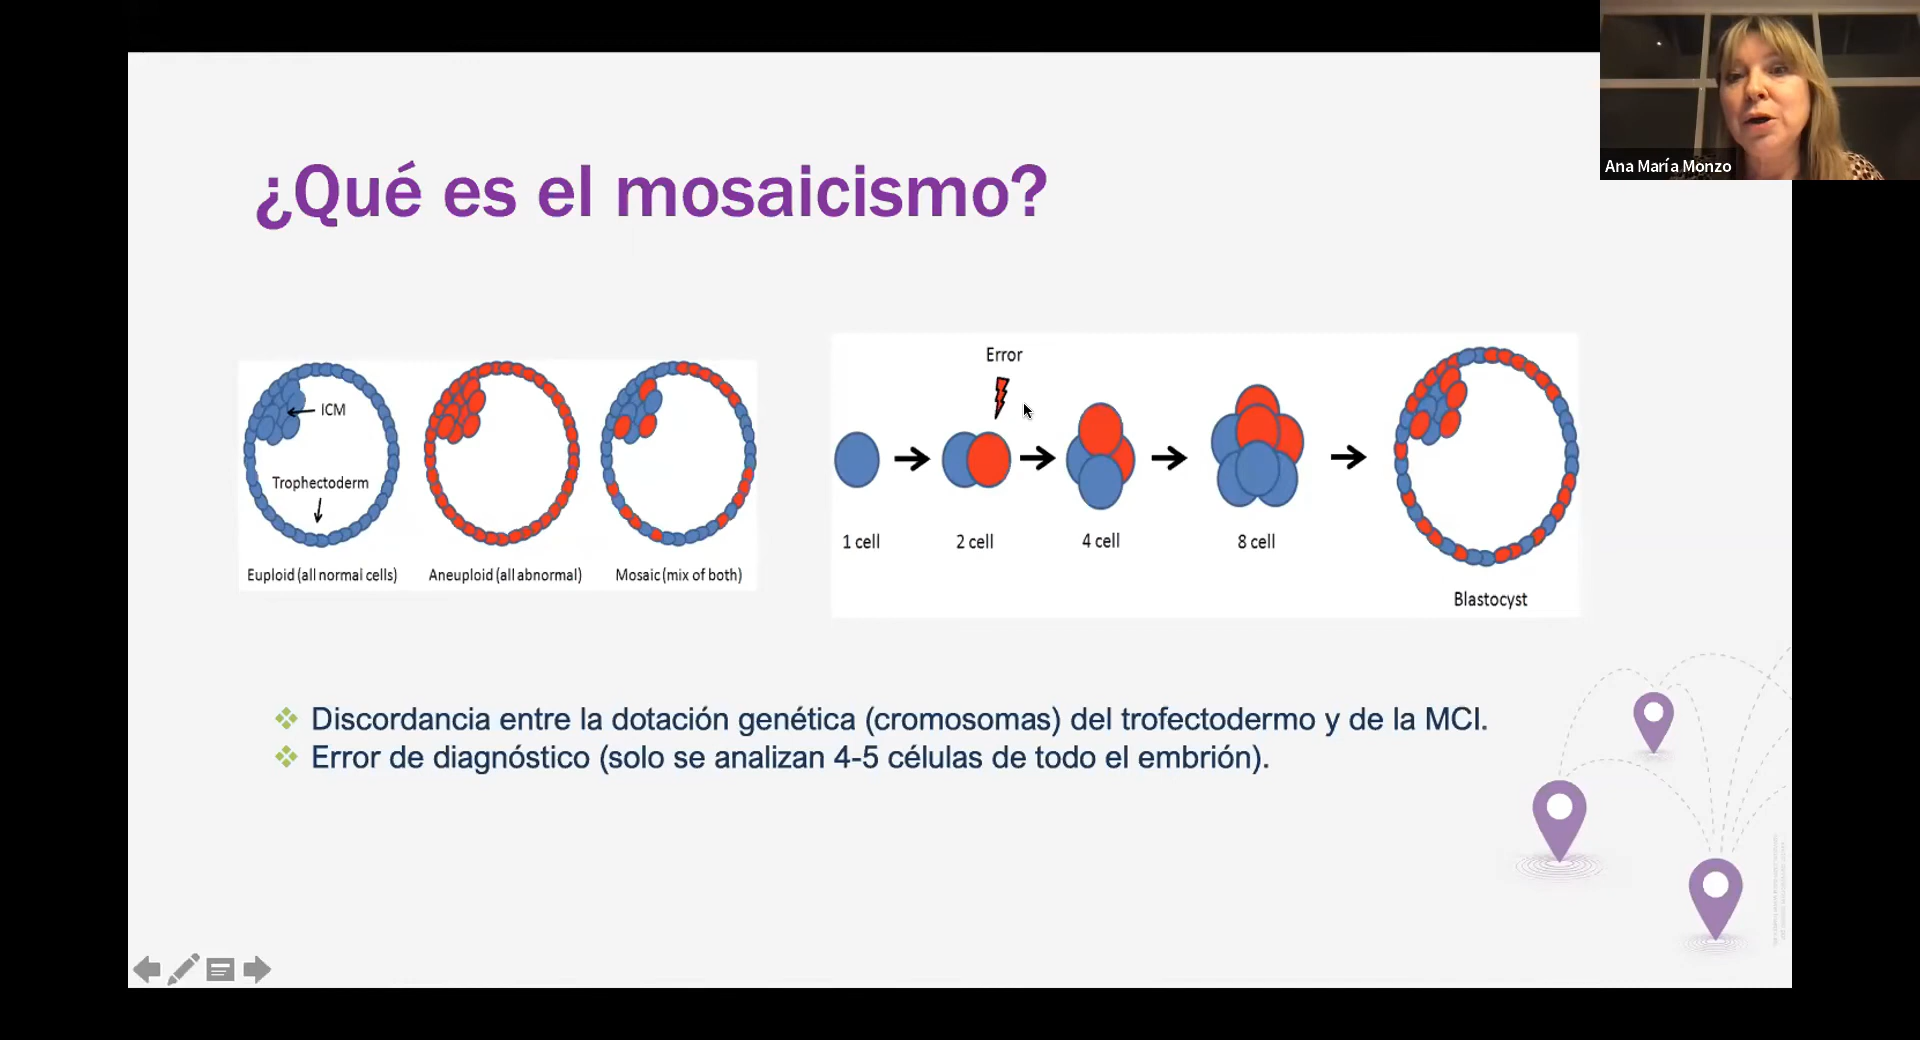 Ana María Monzo
¿Qué es el mosaicismo?
ICM
Trophectoderm
Euploid (all normal cells)
Aneuploid (all abnormal)
Mosaic (mix of both)
Error
1 cell
2 cell
4 cell
8 cell
Blastocyst
Discordancia entre la dotación genética (cromosomas) del trofectodermo y de la MCI.
Error de diagnóstico (solo se analizan 4-5 células de todo el embrión).